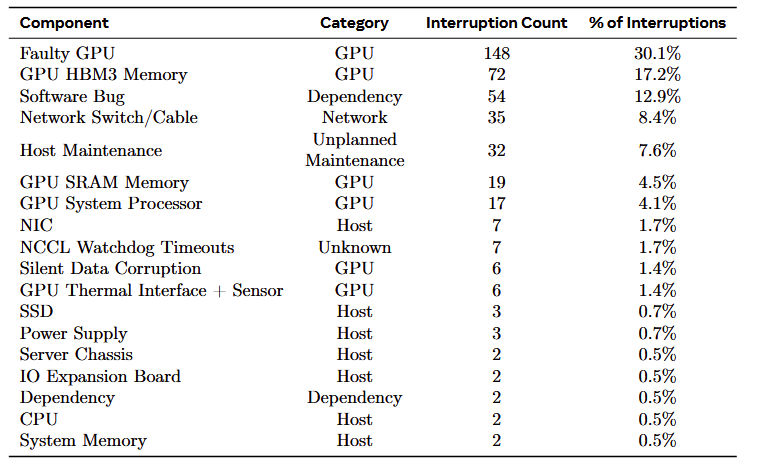 Component Category Interruption Count % of Interruptions
Faulty GPU GPU 148 30.1%
GPU HBM3 Memory GPU 72 17.2%
Software Bug Dependency 54 12.9%
Network Switch/Cable Network 35 8.4%
Host Maintenance Unplanned Maintenance 32 7.6%
GPU SRAM Memory GPU 19 4.5%
GPU System Processor GPU 17 4.1%
NIC Host 7 1.7%
NCCL Watchdog Timeouts Unknown 7 1.7%
Silent Data Corruption GPU 6 1.4%
GPU Thermal Interface + Sensor GPU 6 1.4%
SSD Host 3 0.7%
Power Supply Host 3 0.7%
Server Chassis Host 2 0.5%
IO Expansion Board Host 2 0.5%
Dependency Dependency 2 0.5%
CPU Host 2 0.5%
System Memory Host 2 0.5%